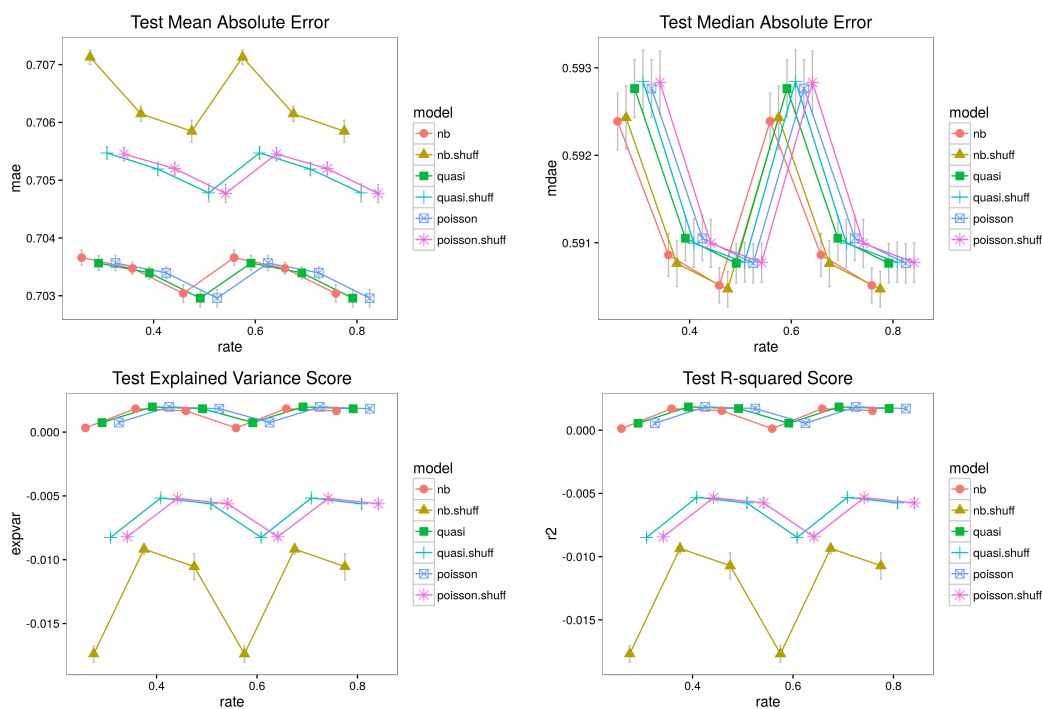 Test Mean Absolute Error
0.707
0.706
0.705
0.704
0.703
mae
0.4
0.6
0.8
rate
model
nb
nb.shuff
quasi
quasi.shuff
poisson
poisson.shuff
Test Median Absolute Error
0.593
0.592
0.591
mdae
0.4
0.6
0.8
rate
model
nb
nb.shuff
quasi
quasi.shuff
poisson
poisson.shuff
Test Explained Variance Score
0.000
-0.005
-0.010
-0.015
expvar
0.4
0.6
0.8
rate
model
nb
nb.shuff
quasi
quasi.shuff
poisson
poisson.shuff
Test R-squared Score
0.000
-0.005
-0.010
-0.015
r2
0.4
0.6
0.8
rate
model
nb
nb.shuff
quasi
quasi.shuff
poisson
poisson.shuff